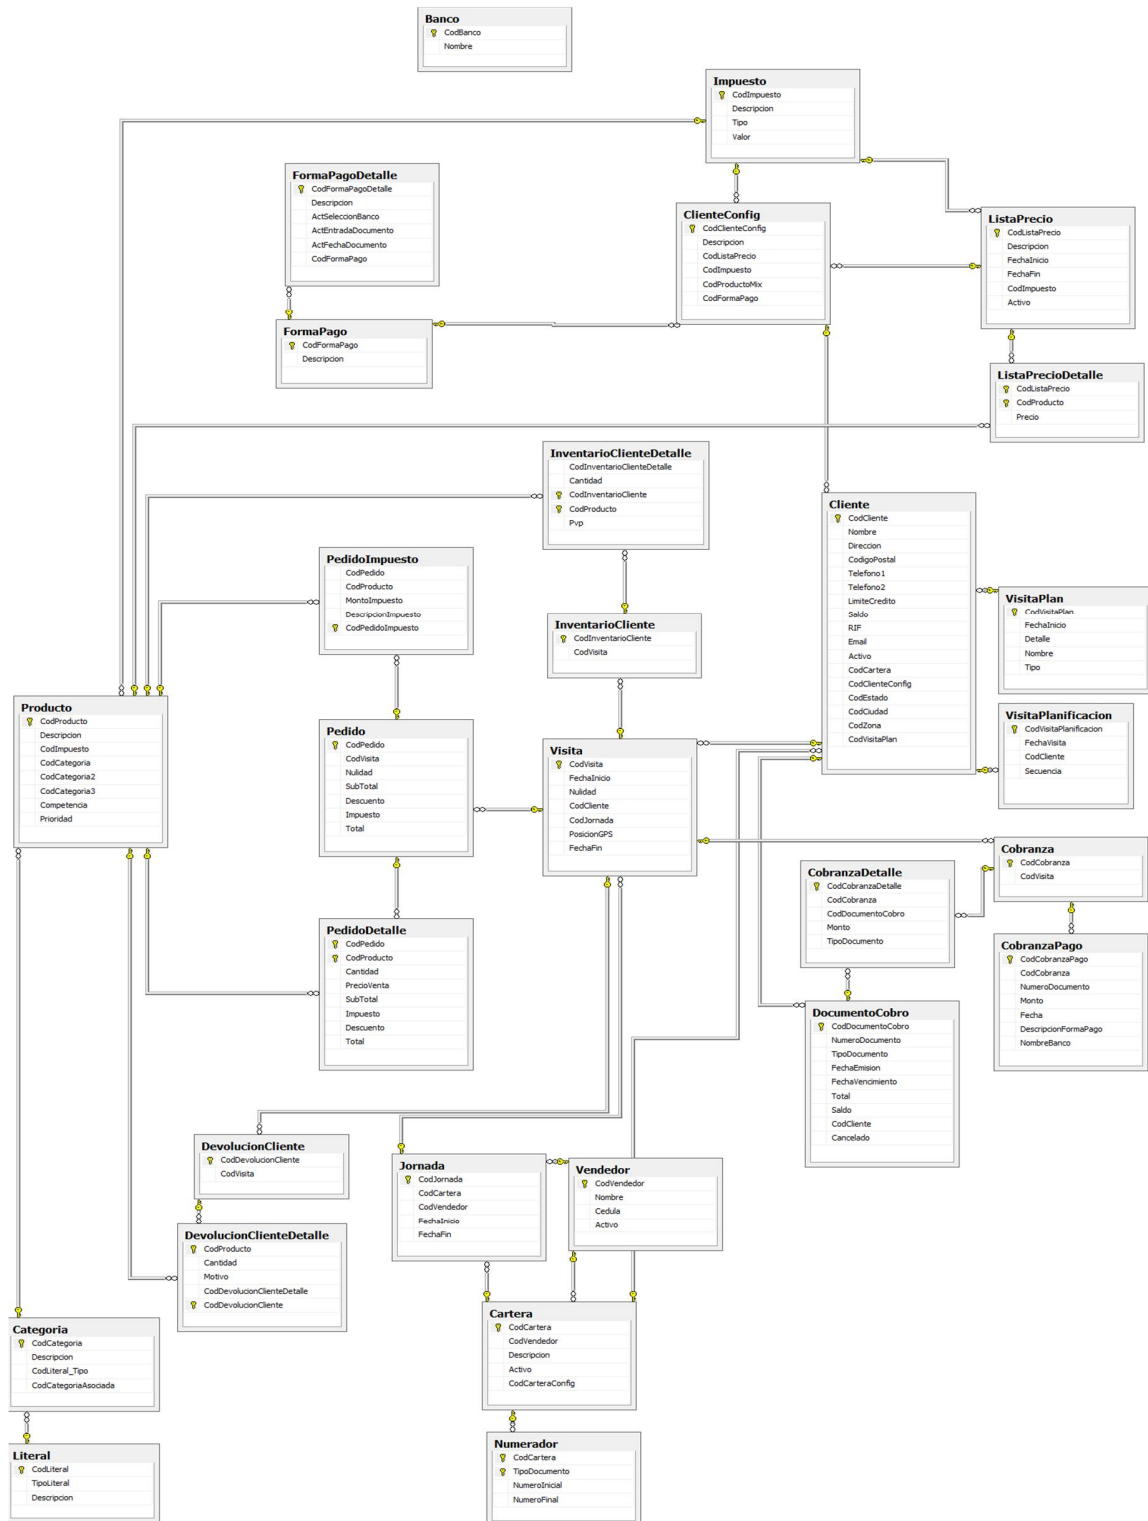 Banco
CodBanco
Nombre
Impuesto
CodImpuesto
Descripcion
Tipo
Valor
FormaPagoDetalle
CodFormaPagoDetalle
Descripcion
ActSeleccionBanco
ActEntradaDocumento
ActFechaDocumento
CodFormaPago
ClienteConfig
CodClienteConfig
Descripcion
CodListaPrecio
CodImpuesto
CodProductoMix
CodFormaPago
ListaPrecio
CodListaPrecio
Descripcion
FechaInicio
FechaFin
CodImpuesto
Activo
FormaPago
CodFormaPago
Descripcion
ListaPrecioDetalle
CodListaPrecio
CodProducto
Precio
InventarioClienteDetalle
CodInventarioClienteDetalle
Cantidad
CodInventarioCliente
CodProducto
Pvp
Cliente
CodCliente
Nombre
Direccion
CodigoPostal
Telefono1
Telefono2
LimiteCredito
Saldo
RIF
Email
Activo
CodCartera
CodClienteConfig
CodEstado
CodCiudad
CodZona
CodVisitaPlan
PedidoImpuesto
CodPedido
CodProducto
MontoImpuesto
DescripcionImpuesto
CodPedidoImpuesto
VisitaPlan
CodVisitaPlan
FechaInicio
Detalle
Nombre
Tipo
InventarioCliente
CodInventarioCliente
CodVisita
Producto
CodProducto
Descripcion
CodImpuesto
CodCategoria
CodCategoria2
CodCategoria3
Competencia
Prioridad
Pedido
CodPedido
CodVisita
Nulidad
SubTotal
Descuento
Impuesto
Total
Visita
CodVisita
FechaInicio
Nulidad
CodCliente
CodJornada
PosicionGPS
FechaFin
VisitaPlanificacion
CodVisitaPlanificacion
FechaVisita
CodCliente
Secuencia
Cobranza
CodCobranza
CodVisita
CobranzaDetalle
CodCobranzaDetalle
CodCobranza
CodDocumentoCobro
Monto
TipoDocumento
PedidoDetalle
CodPedido
CodProducto
Cantidad
PrecioVenta
SubTotal
Impuesto
Descuento
Total
CobranzaPago
CodCobranzaPago
CodCobranza
NumeroDocumento
Monto
Fecha
DescripcionFormaPago
NombreBanco
DocumentoCobro
CodDocumentoCobro
NumeroDocumento
TipoDocumento
FechaEmision
FechaVencimiento
Total
Saldo
CodCliente
Cancelado
DevolucionCliente
CodDevolucionCliente
CodVisita
Jornada
CodJornada
CodCartera
CodVendedor
FechaInicio
FechaFin
Vendedor
CodVendedor
Nombre
Cedula
Activo
DevolucionClienteDetalle
CodProducto
Cantidad
Motivo
CodDevolucionClienteDetalle
CodDevolucionCliente
Cartera
CodCartera
CodVendedor
Descripcion
Activo
CodCarteraConfig
Categoria
CodCategoria
Descripcion
CodLiteral_Tipo
CodCategoriaAsociada
Numerador
CodCartera
TipoDocumento
NumeroInicial
NumeroFinal
Literal
CodLiteral
TipoLiteral
Descripcion